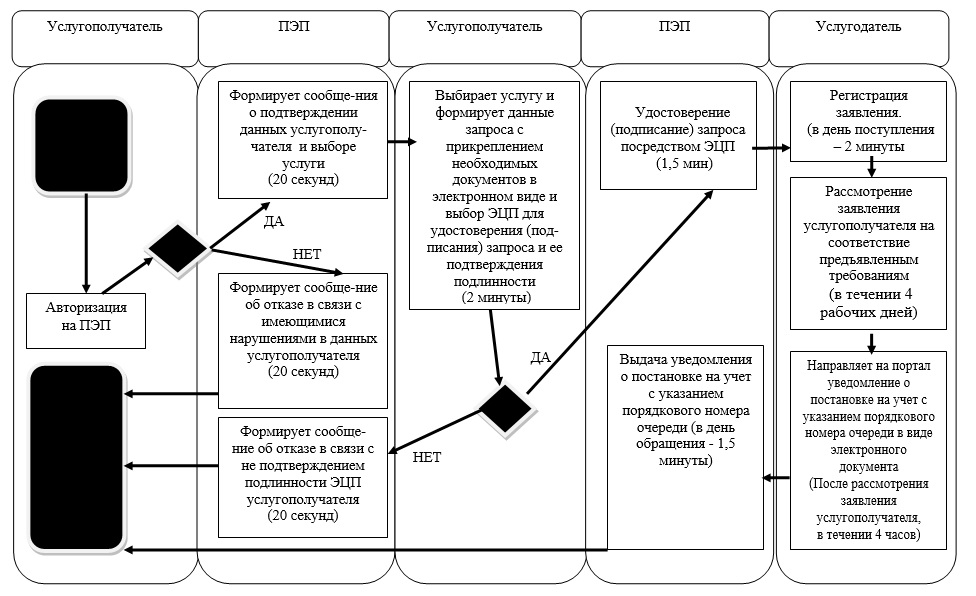 Услугополучатель
ПЭП
Услугополучатель
ПЭП
Услугодатель
Авторизация
на ПЭП
Формирует сообще-ния
о подтверждении
данных услугополу-
чателя и выборе
услуги
(20 секунд)
ДА
НЕТ
Формирует сообще-ние
об отказе в связи с
имеющимися
нарушениями в данных
услугополучателя
(20 секунд)
Формирует сообще-
ние об отказе в связи с
не подтверждением
подлинности ЭЦП
услугополучателя
(20 секунд)
Выбирает услугу и
формирует данные
запроса с
прикреплением
необходимых
документов в
электронном виде и
выбор ЭЦП для
удостоверения (под-
писания) запроса и ее
подтверждения
подлинности
(2 минуты)
ДА
НЕТ
Удостоверение
(подписание) запроса
посредством ЭЦП
(1,5 мин)
Выдача уведомления
о постановке на учет
с указанием
порядкового номера
очереди (в день
обращения - 1,5
минуты)
Регистрация
заявления.
(в день поступления
– 2 минуты
Рассмотрение
заявления
услугополучателя на
соответствие
предъявленным
требованиям
(в течении 4
рабочих дней)
Направляет на портал
уведомление о
постановке на учет с
указанием порядкового
номера очереди в виде
электронного
документа
(После рассмотрения
заявления
услугополучателя,
в течении 4 часов)